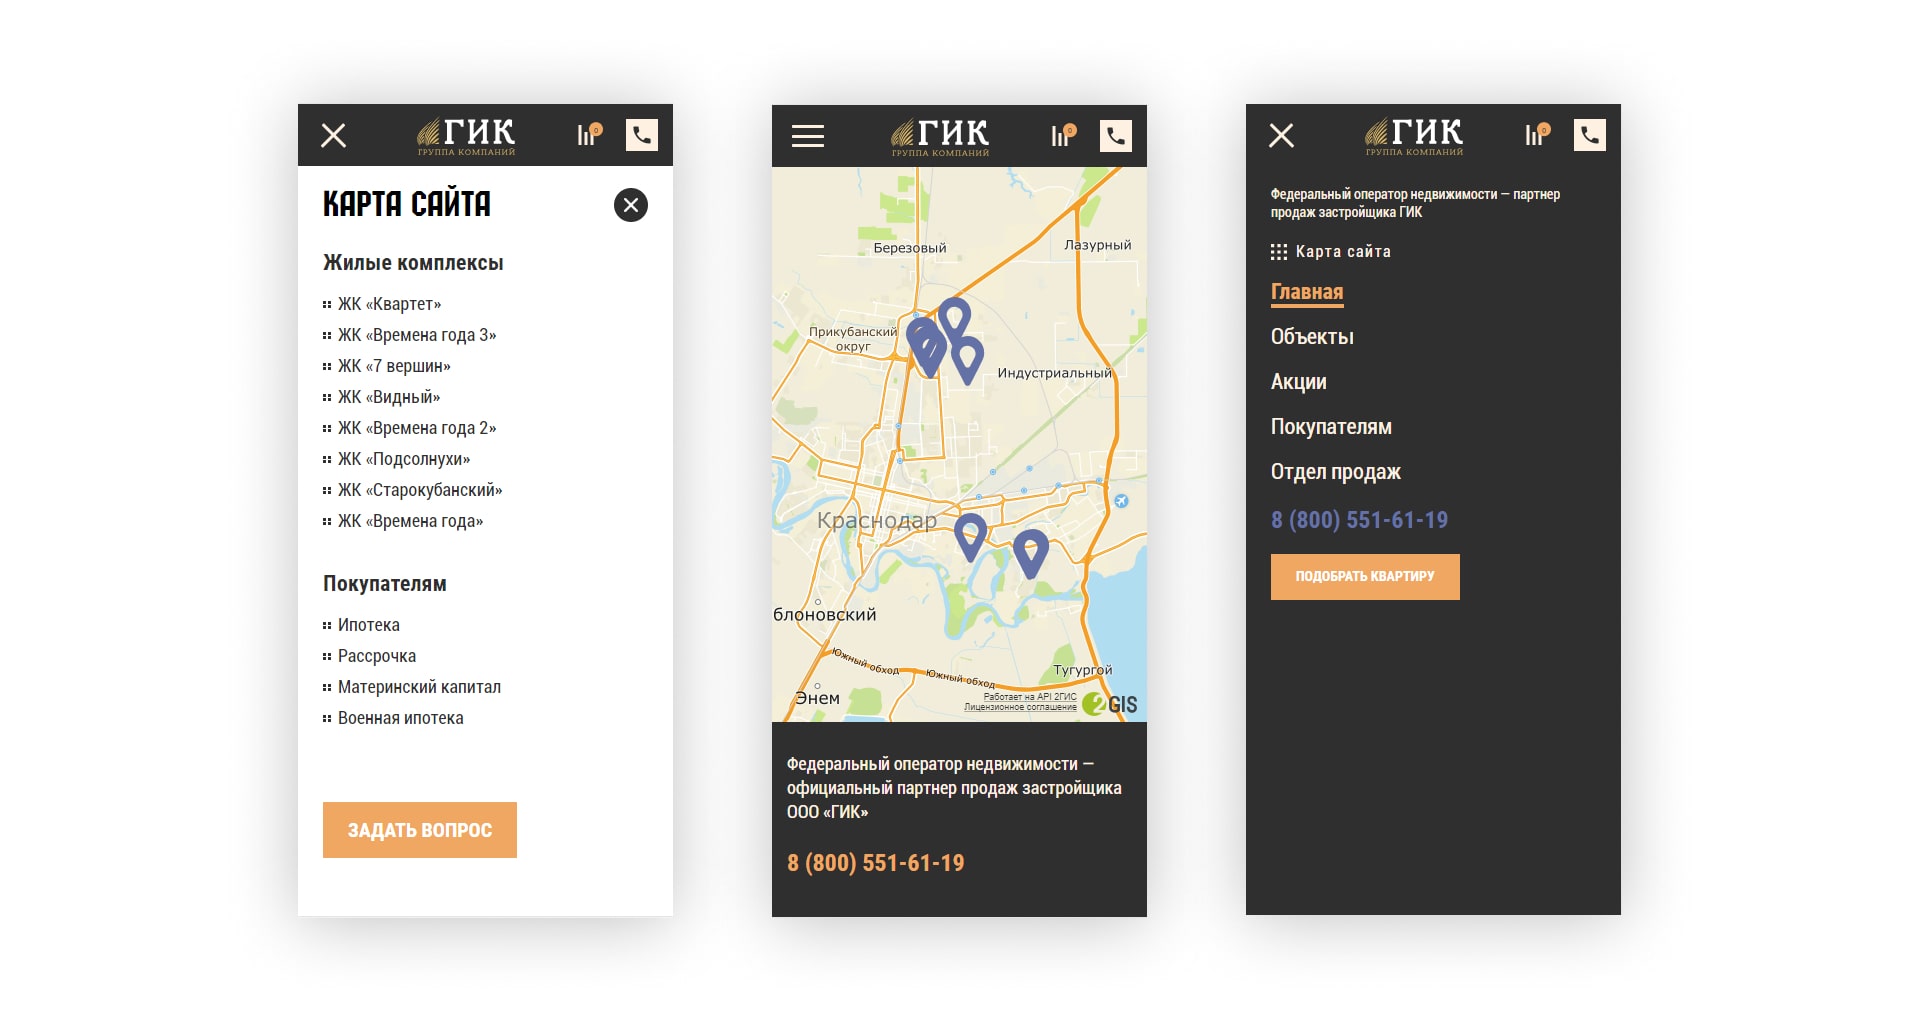 ГИК
ГРУППА КОМПАНИЙ
0
КАРТА САЙТА
Жилые комплексы
ЖК «Квартет»
ЖК «Времена года 3»
ЖК «7 вершин»
ЖК «Видный»
ЖК «Времена года 2»
ЖК «Подсолнухи»
ЖК «Старокубанский»
ЖК «Времена года»
Покупателям
Ипотека
Рассрочка
Материнский капитал
Военная ипотека
ЗАДАТЬ ВОПРОС
ГИК
ГРУППА КОМПАНИЙ
0
Березовый
Лазурный
Прикубанский
округ
Индустриальный
Краснодар
блоновский
Южный обход
Южный обход
Тугургой
Энем
Работает на API 2ГИС
Лицензионное соглашение
2GIS
Федеральный оператор недвижимости —
официальный партнер продаж застройщика
ООО «ГИК»
8 (800) 551-61-19
ГИК
ГРУППА КОМПАНИЙ
0
Федеральный оператор недвижимости — партнер
продаж застройщика ГИК
Карта сайта
Главная
Объекты
Акции
Покупателям
Отдел продаж
8 (800) 551-61-19
ПОДОБРАТЬ КВАРТИРУ